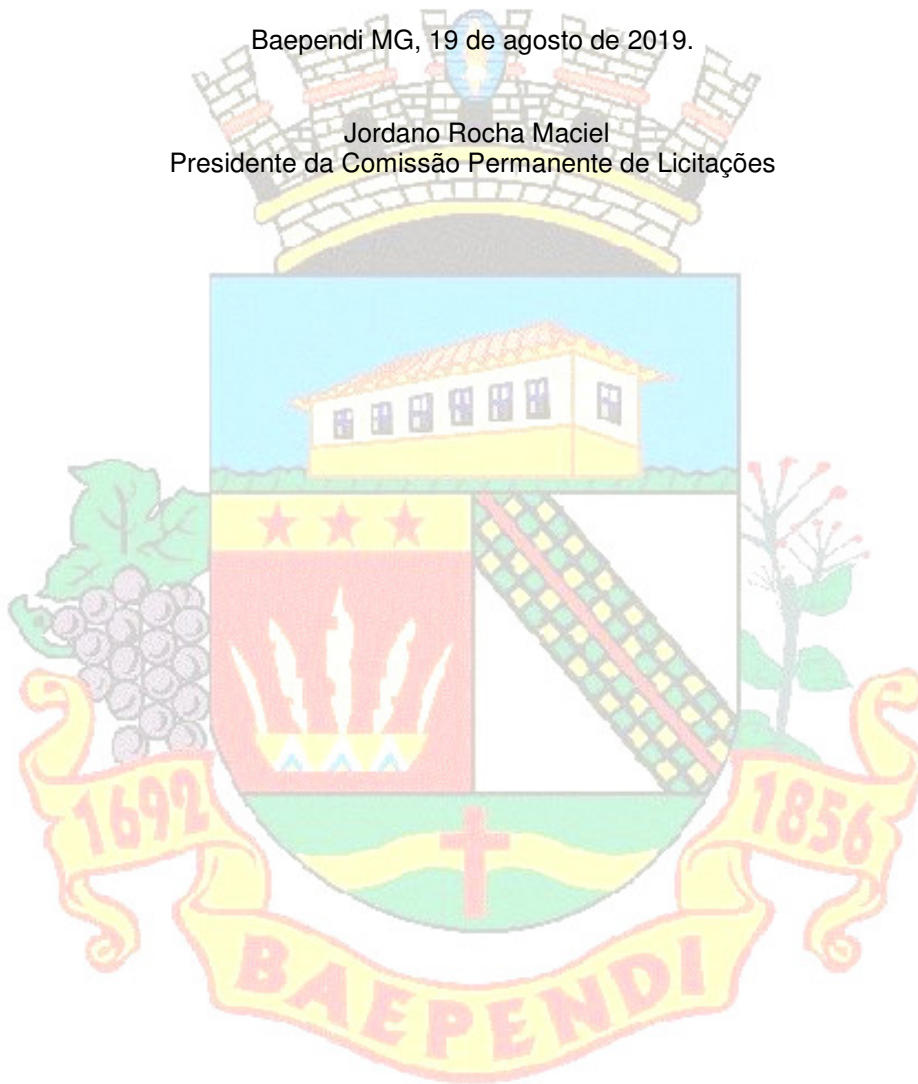 Baependi MG, 19 de agosto de 2019.
Jordano Rocha Maciel
Presidente da Comissão Permanente de Licitações
1692
1856
BAEPENDI